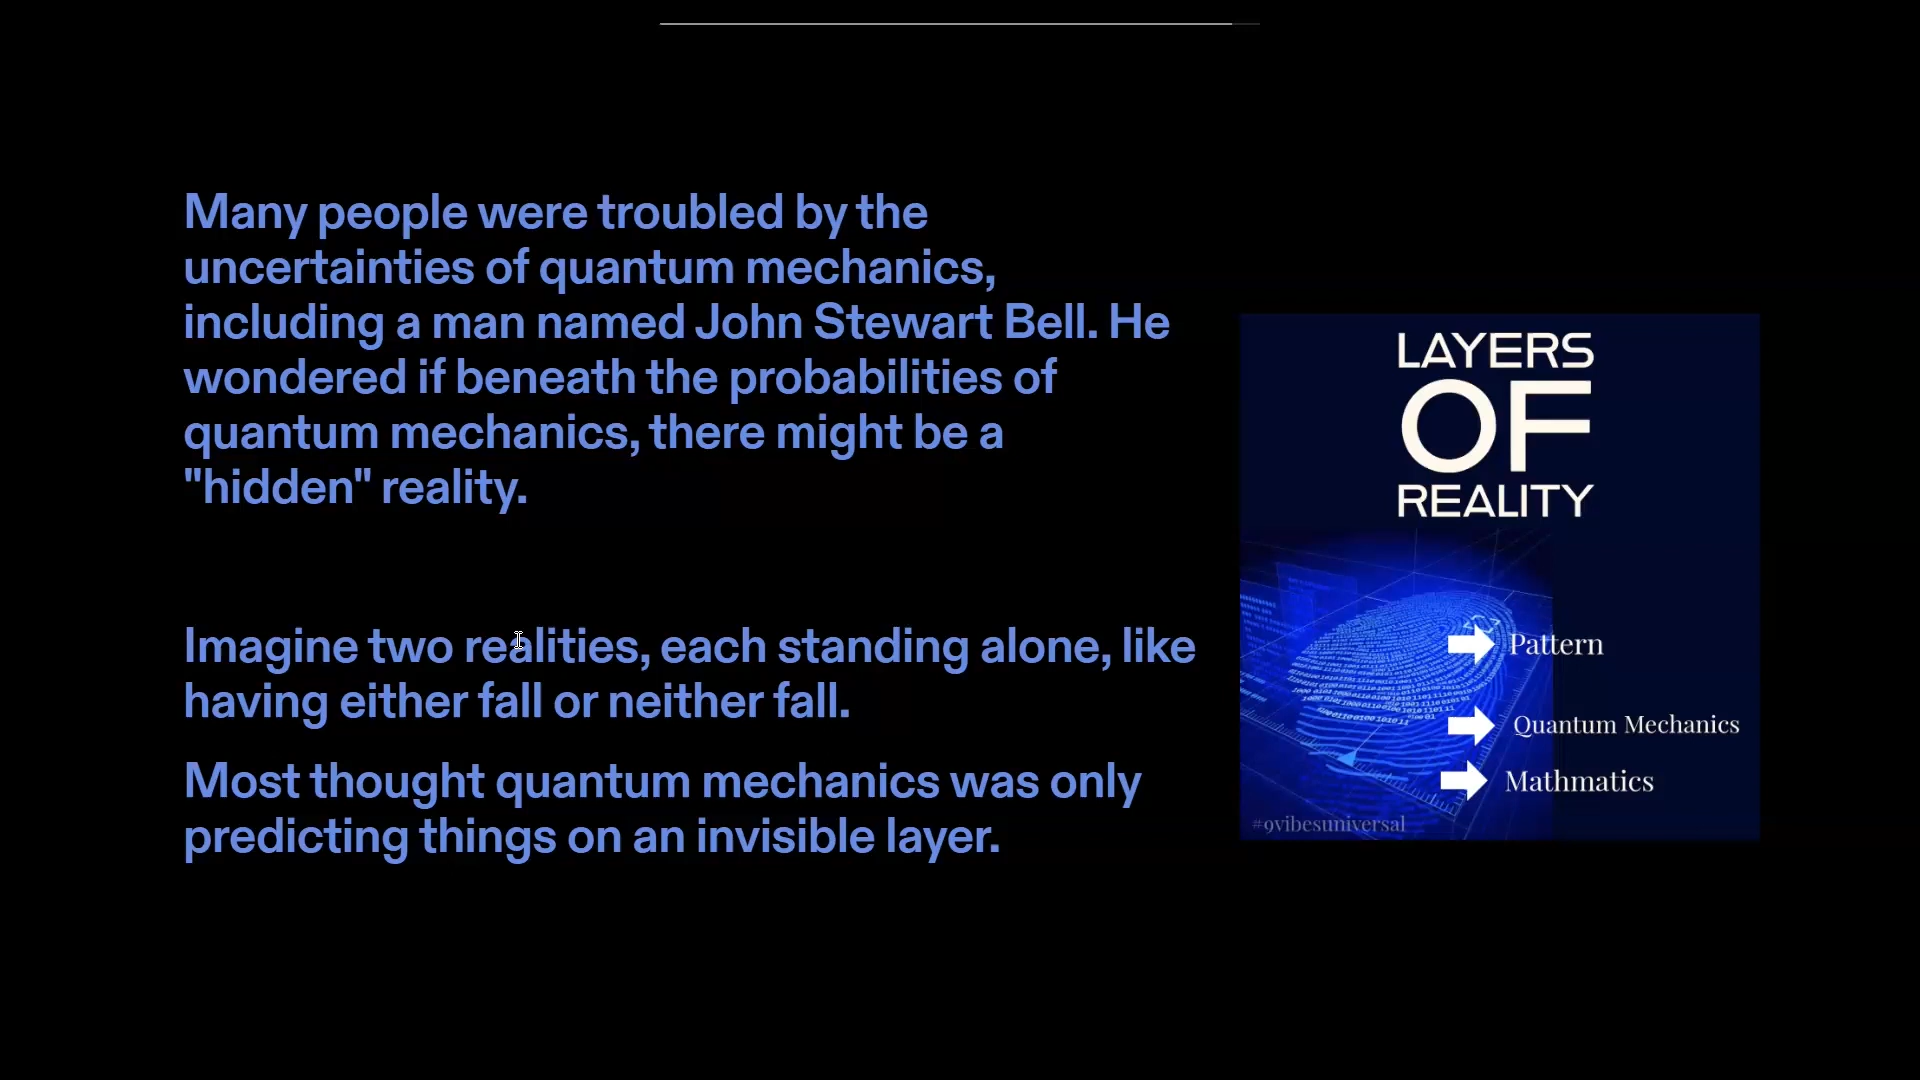 Many people were troubled by the
uncertainties of quantum mechanics,
including a man named John Stewart Bell. He
wondered if beneath the probabilities of
quantum mechanics, there might be a
"hidden" reality.
Imagine two realities, each standing alone, like
having either fall or neither fall.
Most thought quantum mechanics was only
predicting things on an invisible layer.
LAYERS
OF
REALITY
Pattern
Quantum Mechanics
Mathmatics
#9vibesuniversal